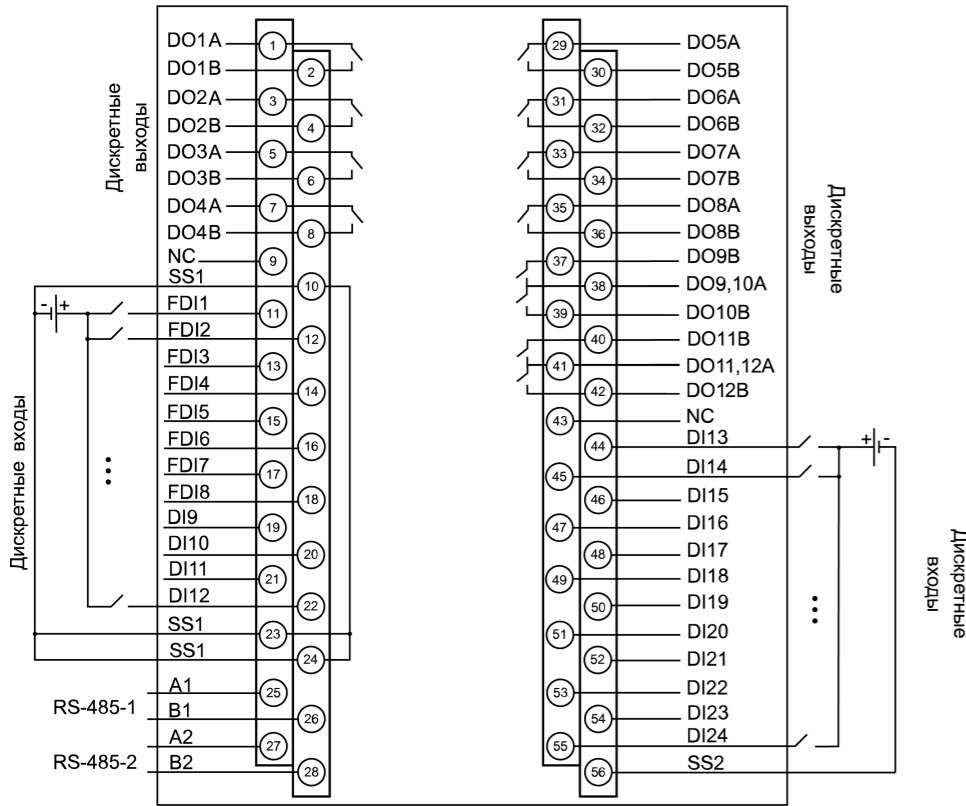 Дискретные
выходы
DO1A 1
DO1B 2
DO2A 3
DO2B 4
DO3A 5
DO3B 6
DO4A 7
DO4B 8
NC 9
SS1 10
- +
FDI1 11
FDI2 12
FDI3 13
FDI4 14
FDI5 15
FDI6 16
FDI7 17
FDI8 18
DI9 19
DI10 20
DI11 21
DI12 22
SS1 23
SS1 24
Дискретные входы
RS-485-1
A1 25
B1 26
RS-485-2
A2 27
B2 28
29 DO5A
30 DO5B
31 DO6A
32 DO6B
33 DO7A
34 DO7B
35 DO8A
36 DO8B
37 DO9B
38 DO9,10A
39 DO10B
40 DO11B
41 DO11,12A
42 DO12B
43 NC
Дискретные
выходы
44 DI13
+ -
45 DI14
46 DI15
47 DI16
48 DI17
49 DI18
50 DI19
51 DI20
52 DI21
53 DI22
54 DI23
55 DI24
56 SS2
Дискретные
входы